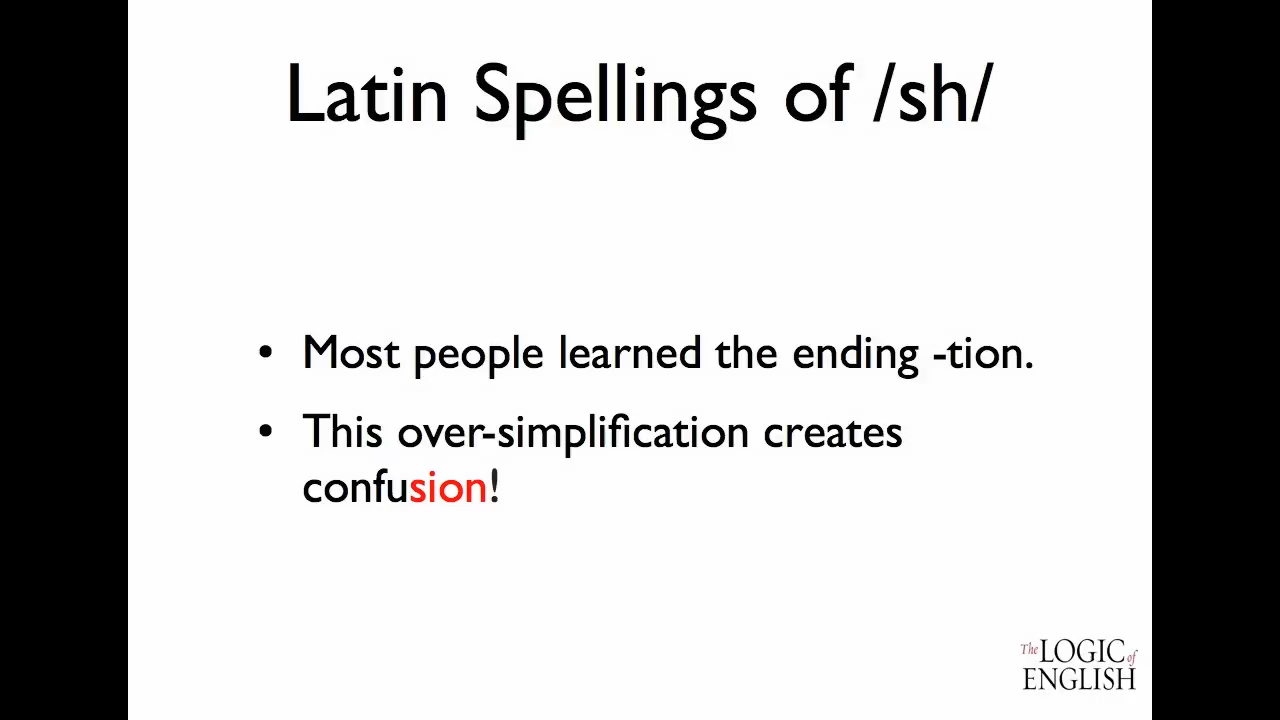 Latin Spellings of /sh/
• Most people learned the ending -tion.
• This over-simplification creates
confusion!
The LOGIC of
ENGLISH